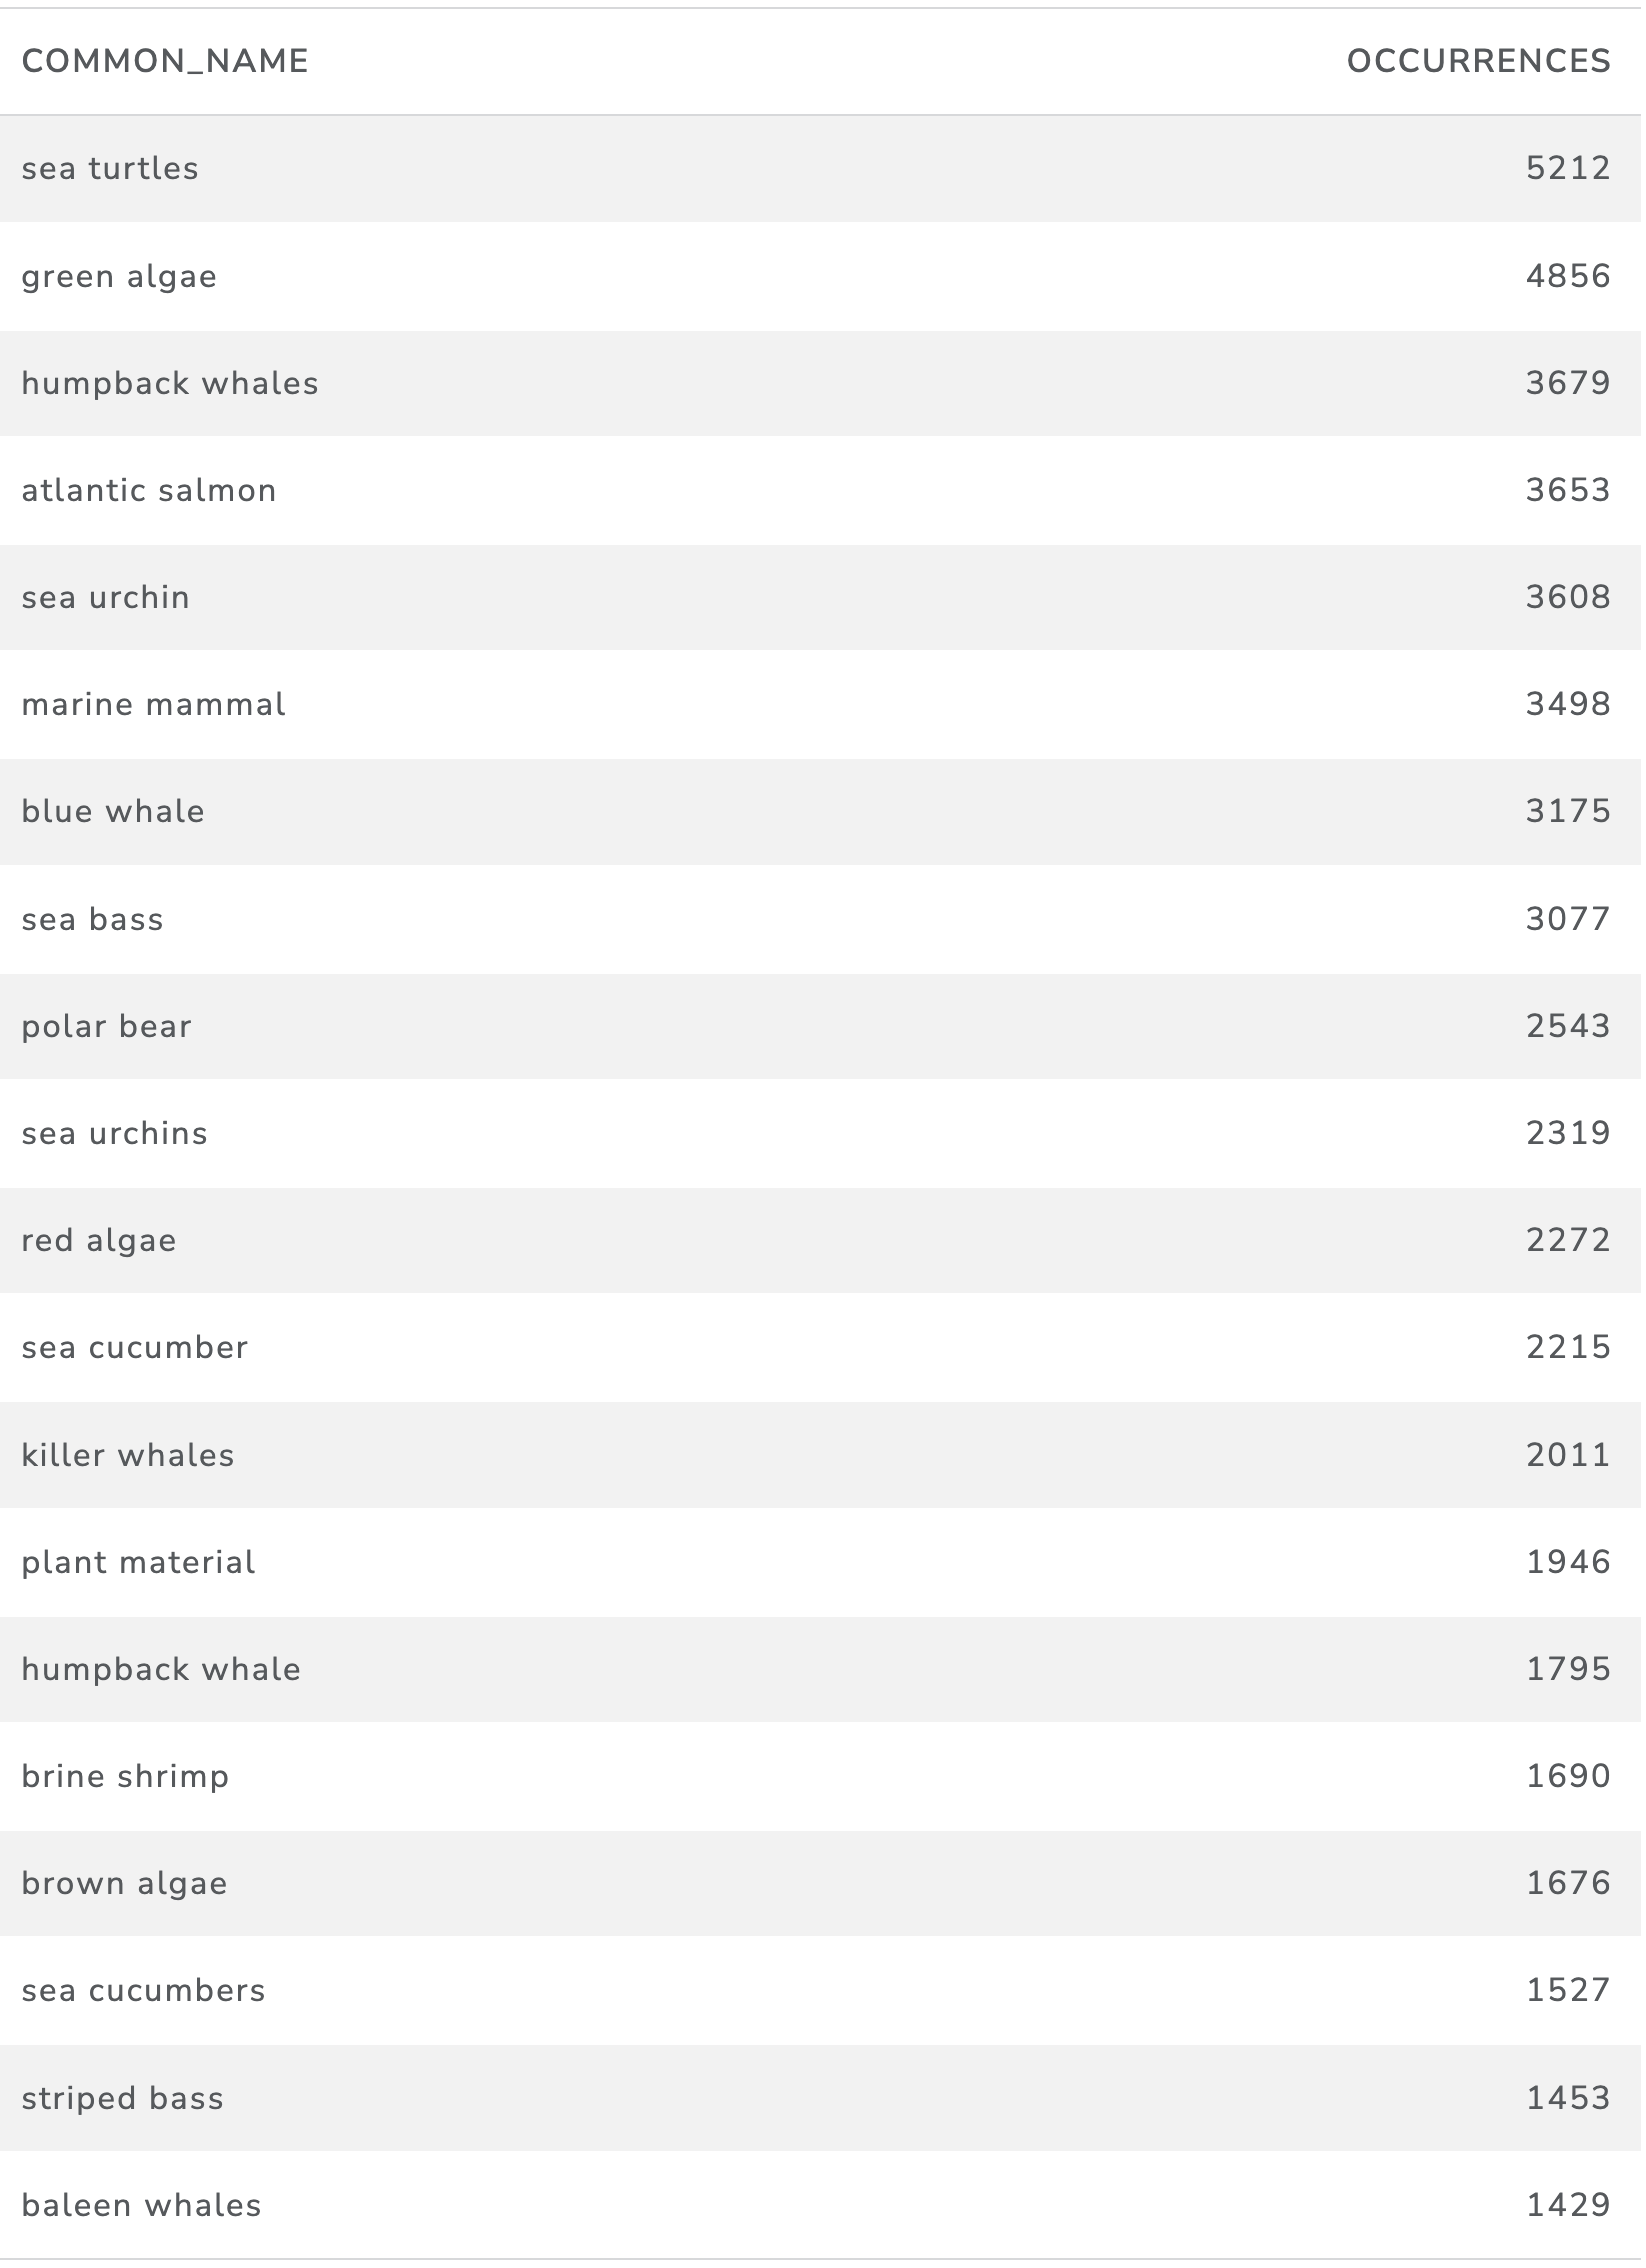 COMMON_NAME OCCURRENCES
sea turtles 5212
green algae 4856
humpback whales 3679
atlantic salmon 3653
sea urchin 3608
marine mammal 3498
blue whale 3175
sea bass 3077
polar bear 2543
sea urchins 2319
red algae 2272
sea cucumber 2215
killer whales 2011
plant material 1946
humpback whale 1795
brine shrimp 1690
brown algae 1676
sea cucumbers 1527
striped bass 1453
baleen whales 1429